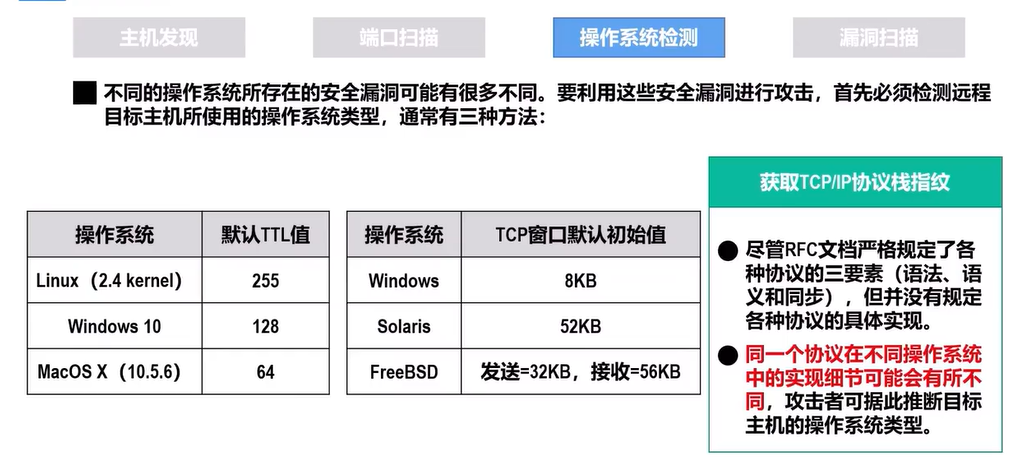 主机发现
端口扫描
操作系统检测
漏洞扫描
不同的操作系统所存在的安全漏洞可能有很多不同。要利用这些安全漏洞进行攻击，首先必须检测远程
目标主机所使用的操作系统类型，通常有三种方法：
操作系统 默认TTL值
Linux（2.4 kernel） 255
Windows 10 128
MacOS X（10.5.6） 64
操作系统 TCP窗口默认初始值
Windows 8KB
Solaris 52KB
FreeBSD 发送=32KB，接收=56KB
获取TCP/IP协议栈指纹
尽管RFC文档严格规定了各
种协议的三要素（语法、语
义和同步），但并没有规定
各种协议的具体实现。
同一个协议在不同操作系统
中的实现细节可能会有所不
同，攻击者可据此推断目标
主机的操作系统类型。